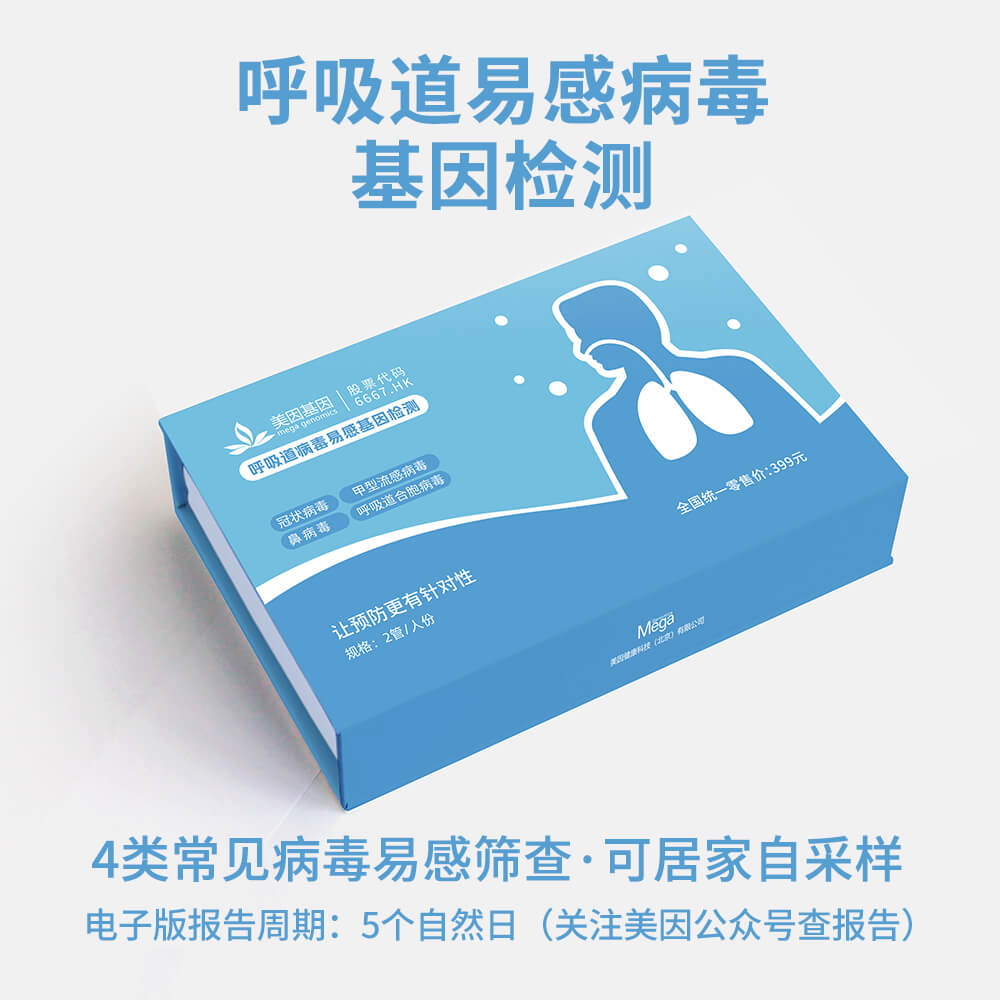 呼吸道易感病毒
基因检测
美因基因
mega genomics
股票代码
6667.HK
呼吸道病毒易感基因检测
冠状病毒
甲型流感病毒
鼻病毒
呼吸道合胞病毒
全国统一零售价:399元
让预防更有针对性
规格：2管/人份
Mega
美因健康科技（北京）有限公司
4类常见病毒易感筛查·可居家自采样
电子版报告周期：5个自然日（关注美因公众号查报告）